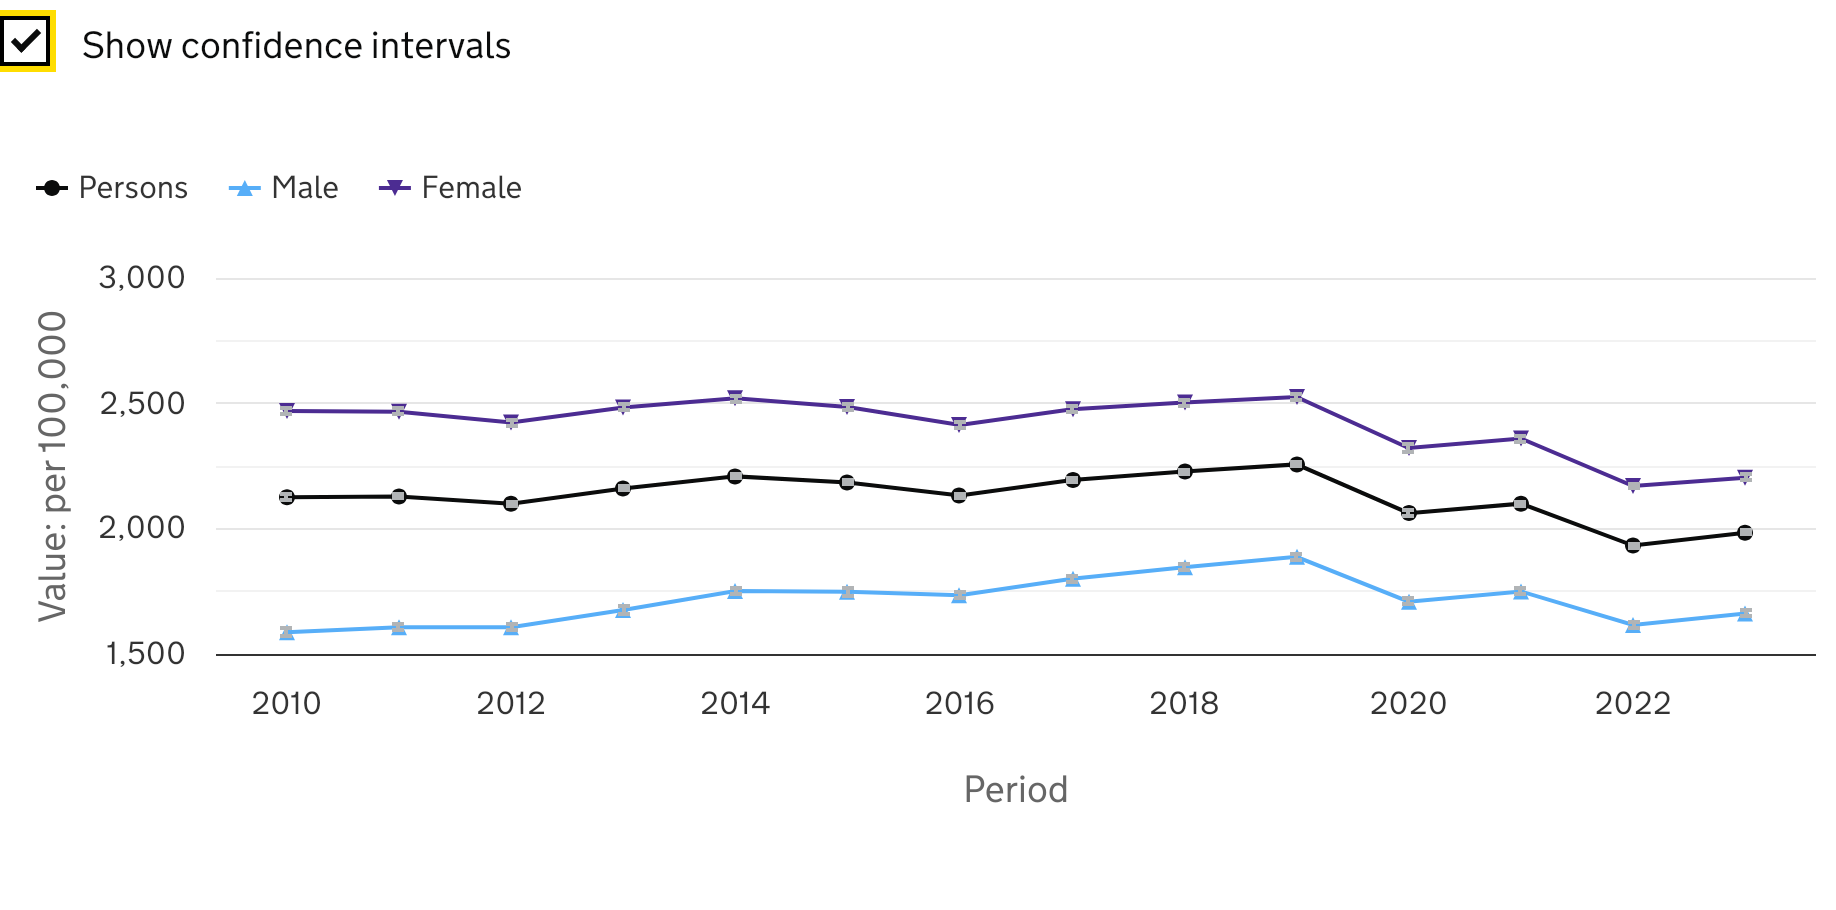 Show confidence intervals
Persons Male Female
3,000
2,500
2,000
1,500
Value: per 100,000
2010 2012 2014 2016 2018 2020 2022
Period